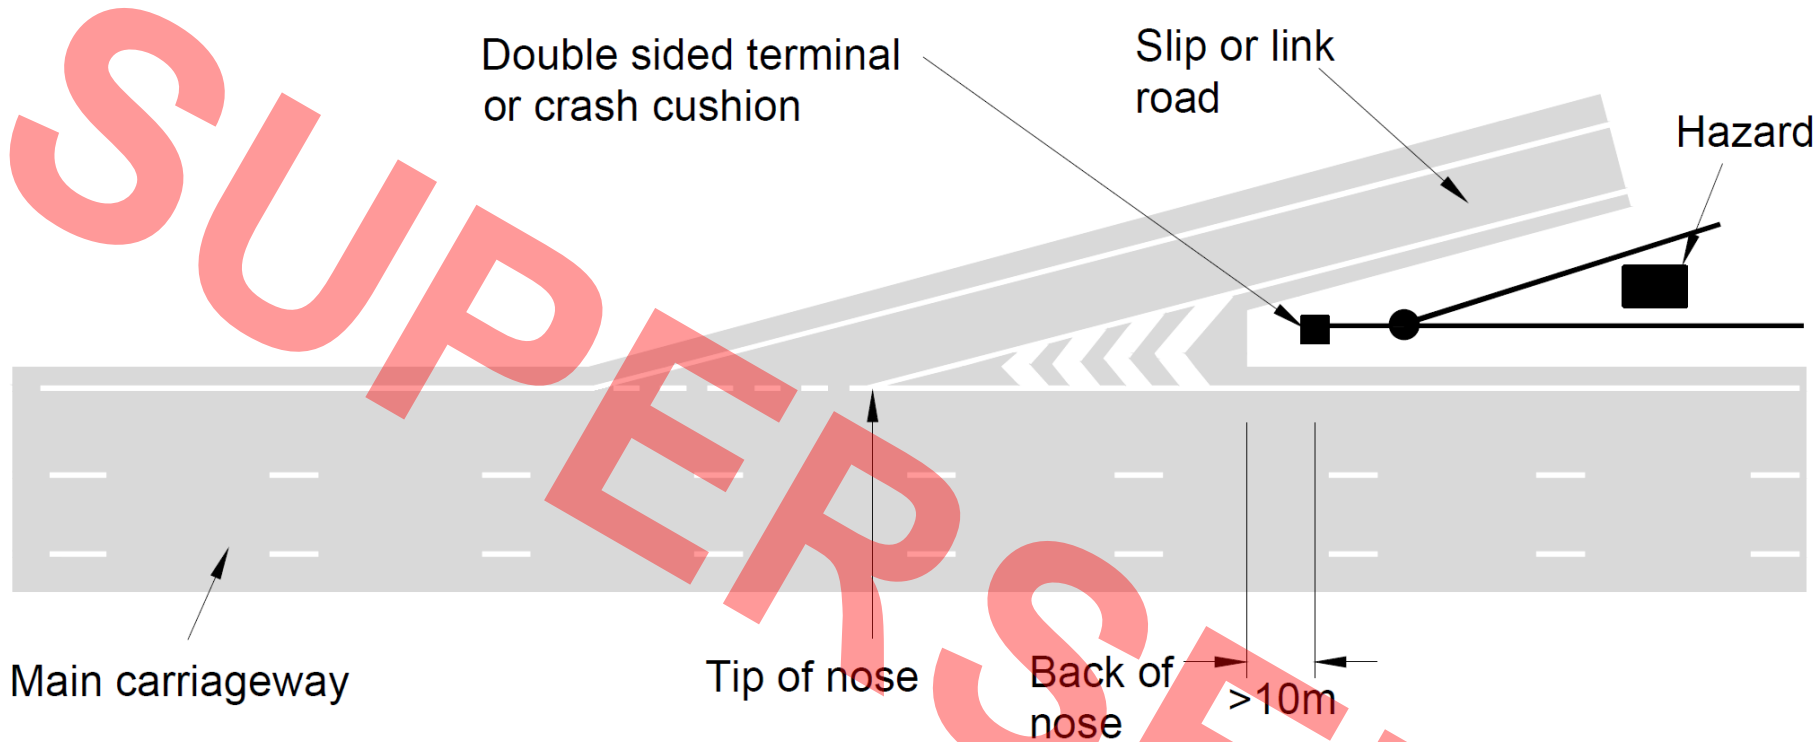 Double sided terminal
or crash cushion
Slip or link
road
Hazard
Main carriageway
Tip of nose
Back of
nose
>10m